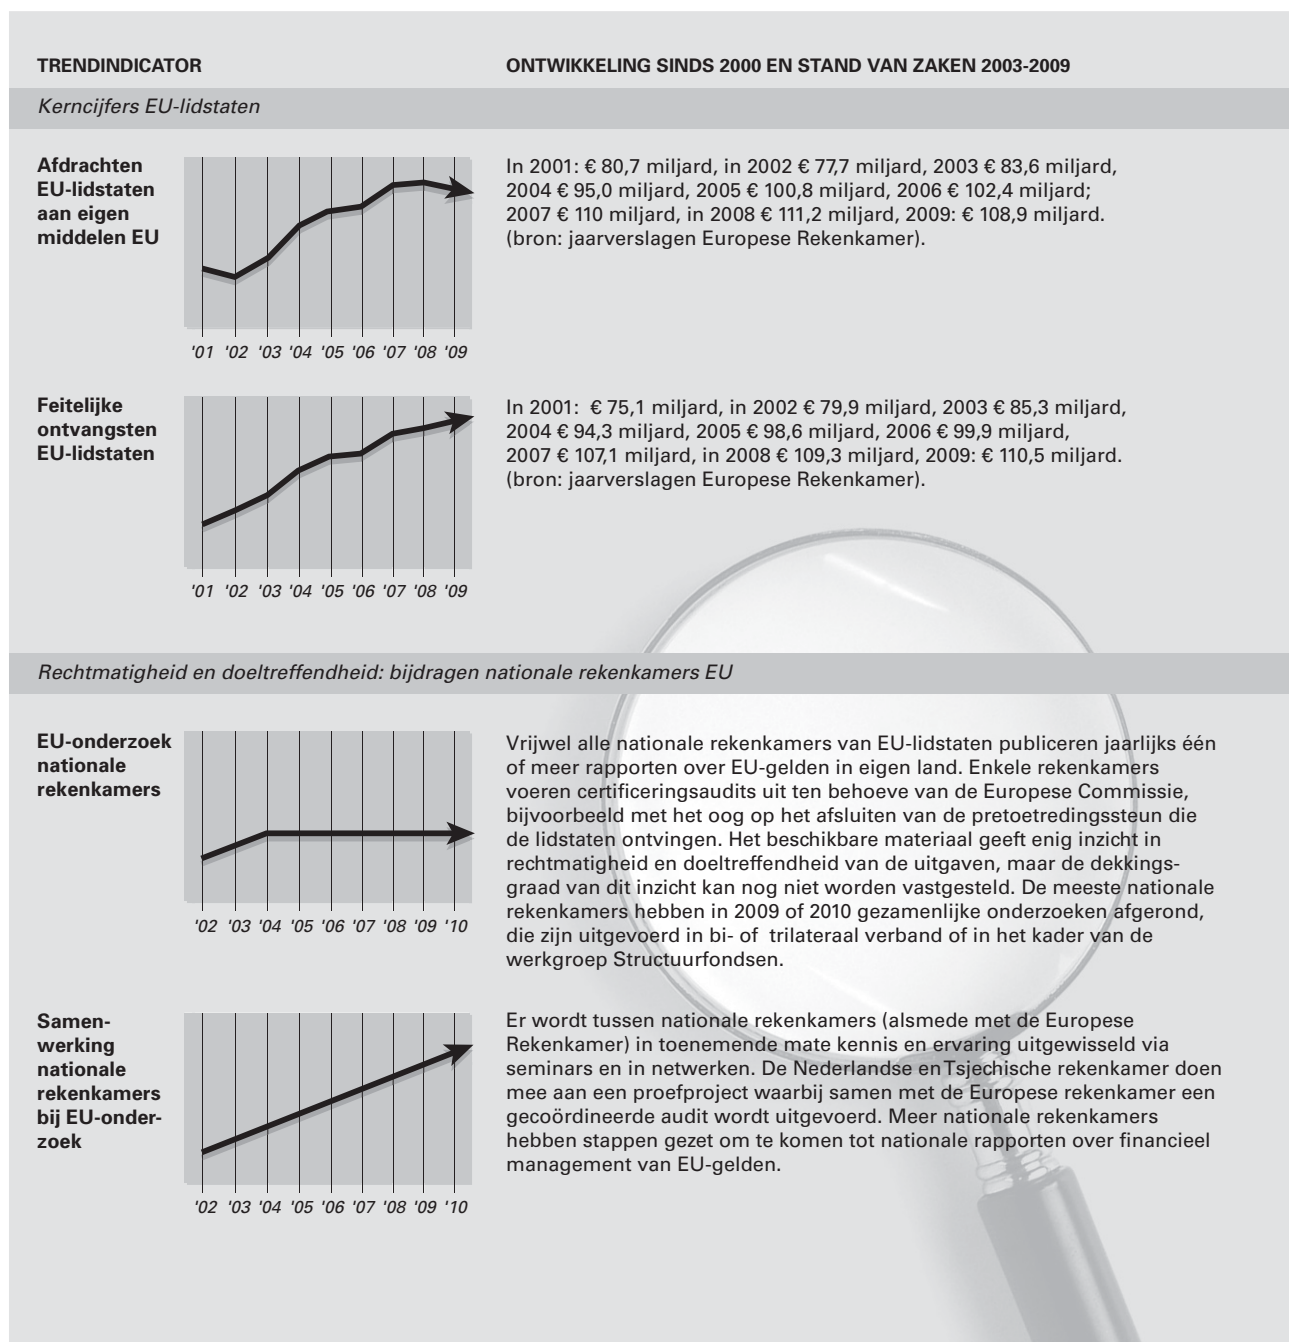 TRENDINDICATOR
ONTWIKKELING SINDS 2000 EN STAND VAN ZAKEN 2003-2009
Kerncijfers EU-lidstaten
Afdrachten
EU-lidstaten
aan eigen
middelen EU
'01 '02 '03 '04 '05 '06 '07 '08 '09
In 2001: € 80,7 miljard, in 2002 € 77,7 miljard, 2003 € 83,6 miljard,
2004 € 95,0 miljard, 2005 € 100,8 miljard, 2006 € 102,4 miljard;
2007 € 110 miljard, in 2008 € 111,2 miljard, 2009: € 108,9 miljard.
(bron: jaarverslagen Europese Rekenkamer).
Feitelijke
ontvangsten
EU-lidstaten
'01 '02 '03 '04 '05 '06 '07 '08 '09
In 2001: € 75,1 miljard, in 2002 € 79,9 miljard, 2003 € 85,3 miljard,
2004 € 94,3 miljard, 2005 € 98,6 miljard, 2006 € 99,9 miljard,
2007 € 107,1 miljard, in 2008 € 109,3 miljard, 2009: € 110,5 miljard.
(bron: jaarverslagen Europese Rekenkamer).
Rechtmatigheid en doeltreffendheid: bijdragen nationale rekenkamers EU
EU-onderzoek
nationale
rekenkamers
'02 '03 '04 '05 '06 '07 '08 '09 '10
Vrijwel alle nationale rekenkamers van EU-lidstaten publiceren jaarlijks één
of meer rapporten over EU-gelden in eigen land. Enkele rekenkamers
voeren certificeringsaudits uit ten behoeve van de Europese Commissie,
bijvoorbeeld met het oog op het afsluiten van de pretoetredingssteun die
de lidstaten ontvingen. Het beschikbare materiaal geeft enig inzicht in
rechtmatigheid en doeltreffendheid van de uitgaven, maar de dekkings-
graad van dit inzicht kan nog niet worden vastgesteld. De meeste nationale
rekenkamers hebben in 2009 of 2010 gezamenlijke onderzoeken afgerond,
die zijn uitgevoerd in bi- of trilateraal verband of in het kader van de
werkgroep Structuurfondsen.
Samen-
werking
nationale
rekenkamers
bij EU-onder-
zoek
'02 '03 '04 '05 '06 '07 '08 '09 '10
Er wordt tussen nationale rekenkamers (alsmede met de Europese
Rekenkamer) in toenemende mate kennis en ervaring uitgewisseld via
seminars en in netwerken. De Nederlandse en Tsjechische rekenkamer doen
mee aan een proefproject waarbij samen met de Europese rekenkamer een
gecoördineerde audit wordt uitgevoerd. Meer nationale rekenkamers
hebben stappen gezet om te komen tot nationale rapporten over financieel
management van EU-gelden.